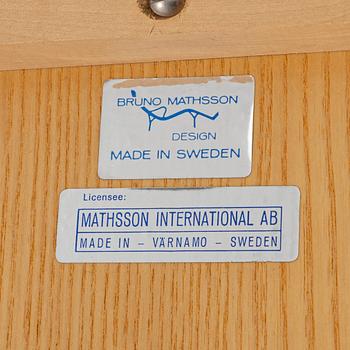 BRUNO MATHSSON
DESIGN
MADE IN SWEDEN
Licensee:
MATHSSON INTERNATIONAL AB
MADE IN – VÄRNAMO – SWEDEN